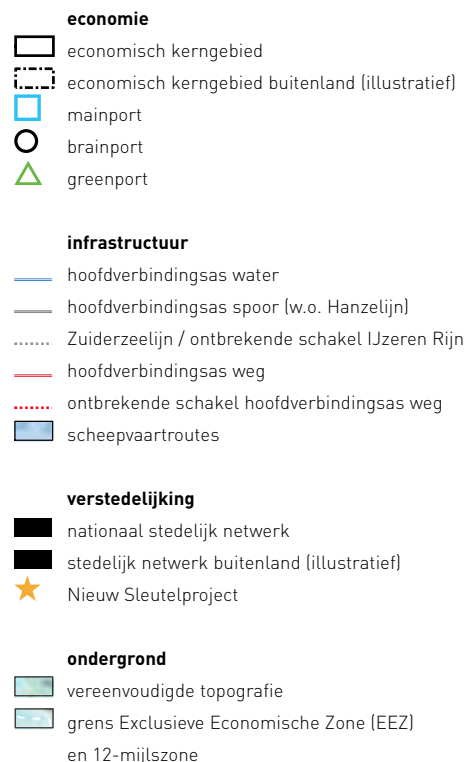 economie
economisch kerngebied
economisch kerngebied buitenland (illustratief)
mainport
brainport
greenport
infrastructuur
hoofdverbindingsas water
hoofdverbindingsas spoor (w.o. Hanzelijn)
Zuiderzeelijn / ontbrekende schakel IJzeren Rijn
hoofdverbindingsas weg
ontbrekende schakel hoofdverbindingsas weg
scheepvaartroutes
verstedelijking
nationaal stedelijk netwerk
stedelijk netwerk buitenland (illustratief)
Nieuw Sleutelproject
ondergrond
vereenvoudigde topografie
grens Exclusieve Economische Zone (EEZ)
en 12-mijlszone